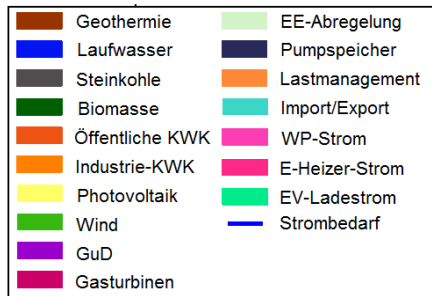 Geothermie
Laufwasser
Steinkohle
Biomasse
Öffentliche KWK
Industrie-KWK
Photovoltaik
Wind
GuD
Gasturbinen
EE-Abregelung
Pumpspeicher
Lastmanagement
Import/Export
WP-Strom
E-Heizer-Strom
EV-Ladestrom
Strombedarf